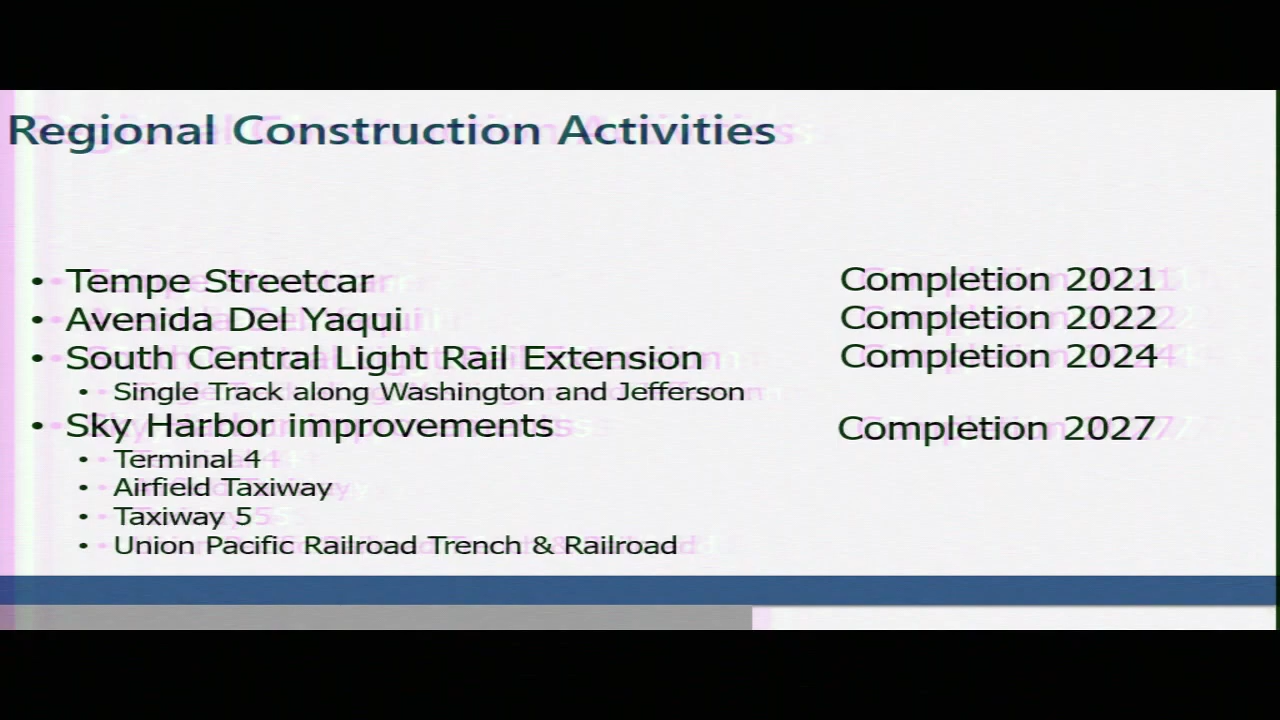 Regional Construction Activities
• Tempe Streetcar Completion 2021
• Avenida Del Yaqui Completion 2022
• South Central Light Rail Extension Completion 2024
• Single Track along Washington and Jefferson
• Sky Harbor improvements Completion 2027
• Terminal 4
• Airfield Taxiway
• Taxiway 5
• Union Pacific Railroad Trench & Railroad